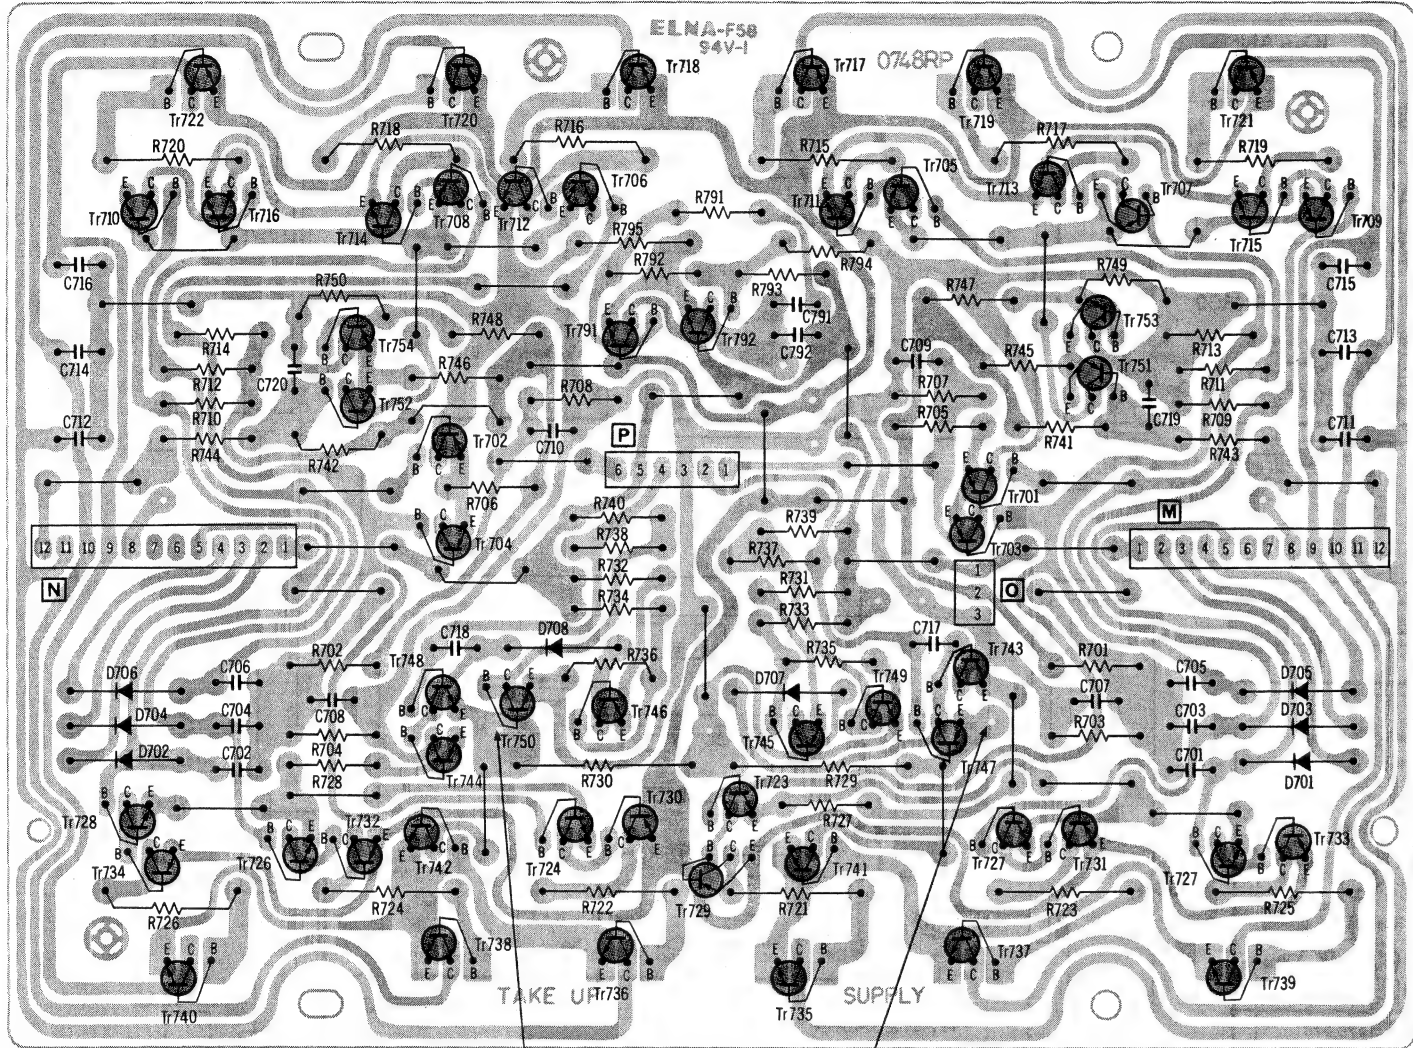 ELNA-F58
94V-1
0748RP
Tr722 B C E
Tr720 B C E
Tr718 B C E
Tr717 B C E
Tr719 B C E
Tr721 B C E
R720 R718 R716 R715 R717 R719
Tr710 E C B
Tr716 E C B
Tr714 E C B
Tr708 E C B
Tr712 E C B
Tr706 E C B
Tr711 E C B
Tr705 E C B
Tr713 E C B
Tr707 E C B
Tr715 E C B
Tr709 E C B
R791
R795
R792
R794
R793
C791
C792
C716
C714
C712
R750
R748
R746
R714
R712
R710
R744
C720
Tr754 B C E
Tr752 B C E
R742
Tr702 B C E
R708
C710
R706
Tr704 B C E
Tr791 E C B
Tr792 E C B
P
6 5 4 3 2 1
R747
R749
C709
R745
R707
R705
R741
Tr753 E C B
Tr751 E C B
C719
R713
R711
R709
R743
C715
C713
C711
Tr701 E C B
Tr703 E C B
12 11 10 9 8 7 6 5 4 3 2 1
N
M
1 2 3 4 5 6 7 8 9 10 11 12
R740
R738
R732
R734
R739
R737
R731
R733
1
2
3
O
D706
D704
D702
C706
C704
C702
R702
C708
R704
R728
Tr748 B C E
Tr744 B C E
C718
D708
R736
Tr750 B C E
Tr746 B C E
R730
R735
D707
Tr749 B C E
Tr745 B C E
R729
C717
Tr743 B C E
Tr747 B C E
R701
C707
R703
C705
C703
C701
D705
D703
D701
Tr728 B C E
Tr734 B C E
Tr726 B C E
Tr732 B C E
Tr742 E C B
Tr724 B C E
Tr730 B C E
Tr723 B C E
R727
Tr729 B C E
Tr741 E C B
Tr727 B C E
Tr731 B C E
Tr727 B C E
Tr733 B C E
R726 R724 R722 R721 R723 R725
Tr740 E C B
Tr738 E C B
Tr736 E C B
Tr735 E C B
Tr737 E C B
Tr739 E C B
TAKE UP
SUPPLY